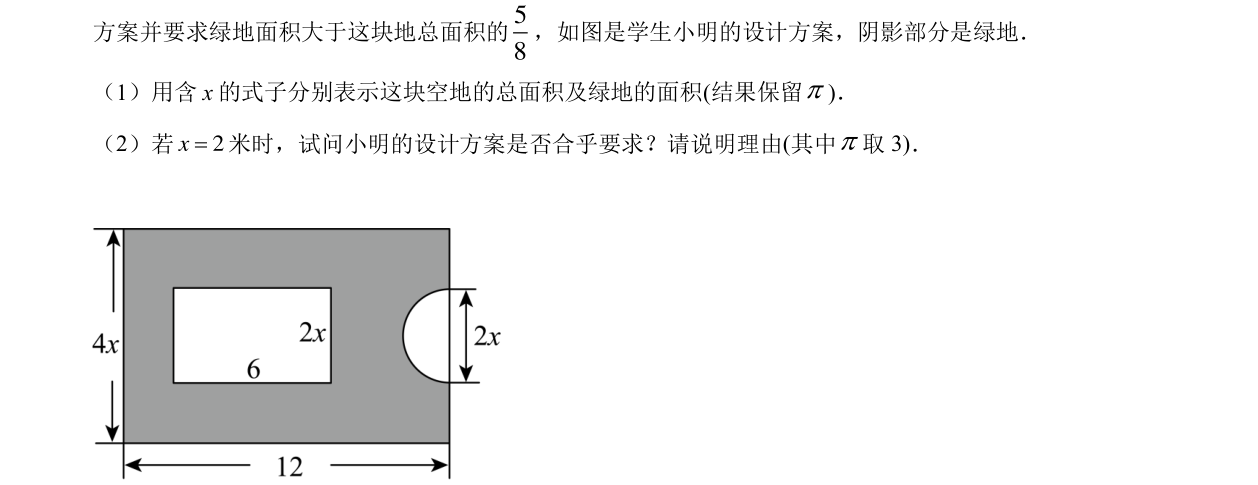 方案并要求绿地面积大于这块地总面积的 5/8，如图是学生小明的设计方案，阴影部分是绿地．
（1）用含 x 的式子分别表示这块空地的总面积及绿地的面积(结果保留 π )．
（2）若 x = 2 米时，试问小明的设计方案是否合乎要求？请说明理由(其中 π 取 3)．
4x
2x
6
2x
12